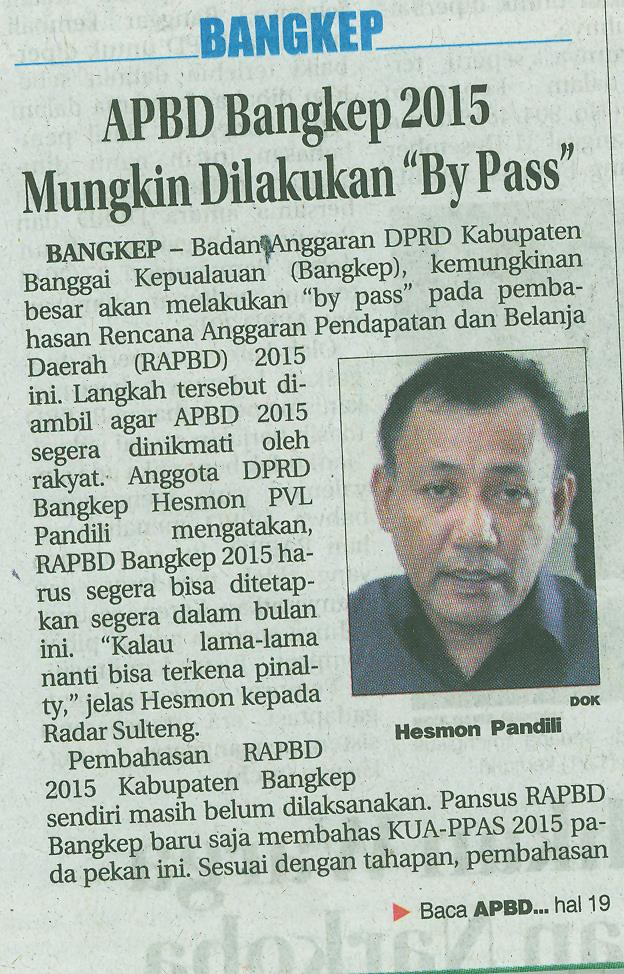 BANGKEP
APBD Bangkep 2015
Mungkin Dilakukan “By Pass”
BANGKEP – Badan Anggaran DPRD Kabupaten
Banggai Kepualauan (Bangkep), kemungkinan
besar akan melakukan “by pass” pada pemba-
hasan Rencana Anggaran Pendapatan dan Belanja
Daerah (RAPBD) 2015
ini. Langkah tersebut di-
ambil agar APBD 2015
segera dinikmati oleh
rakyat. Anggota DPRD
Bangkep Hesmon PVL
Pandili mengatakan,
RAPBD Bangkep 2015 ha-
rus segera bisa ditetap-
kan segera dalam bulan
ini. “Kalau lama-lama
nanti bisa terkena pinal-
ty,” jelas Hesmon kepada
Radar Sulteng.
DOK
Hesmon Pandili
Pembahasan RAPBD
2015 Kabupaten Bangkep
sendiri masih belum dilaksanakan. Pansus RAPBD
Bangkep baru saja membahas KUA-PPAS 2015 pa-
da pekan ini. Sesuai dengan tahapan, pembahasan
Baca APBD... hal 19